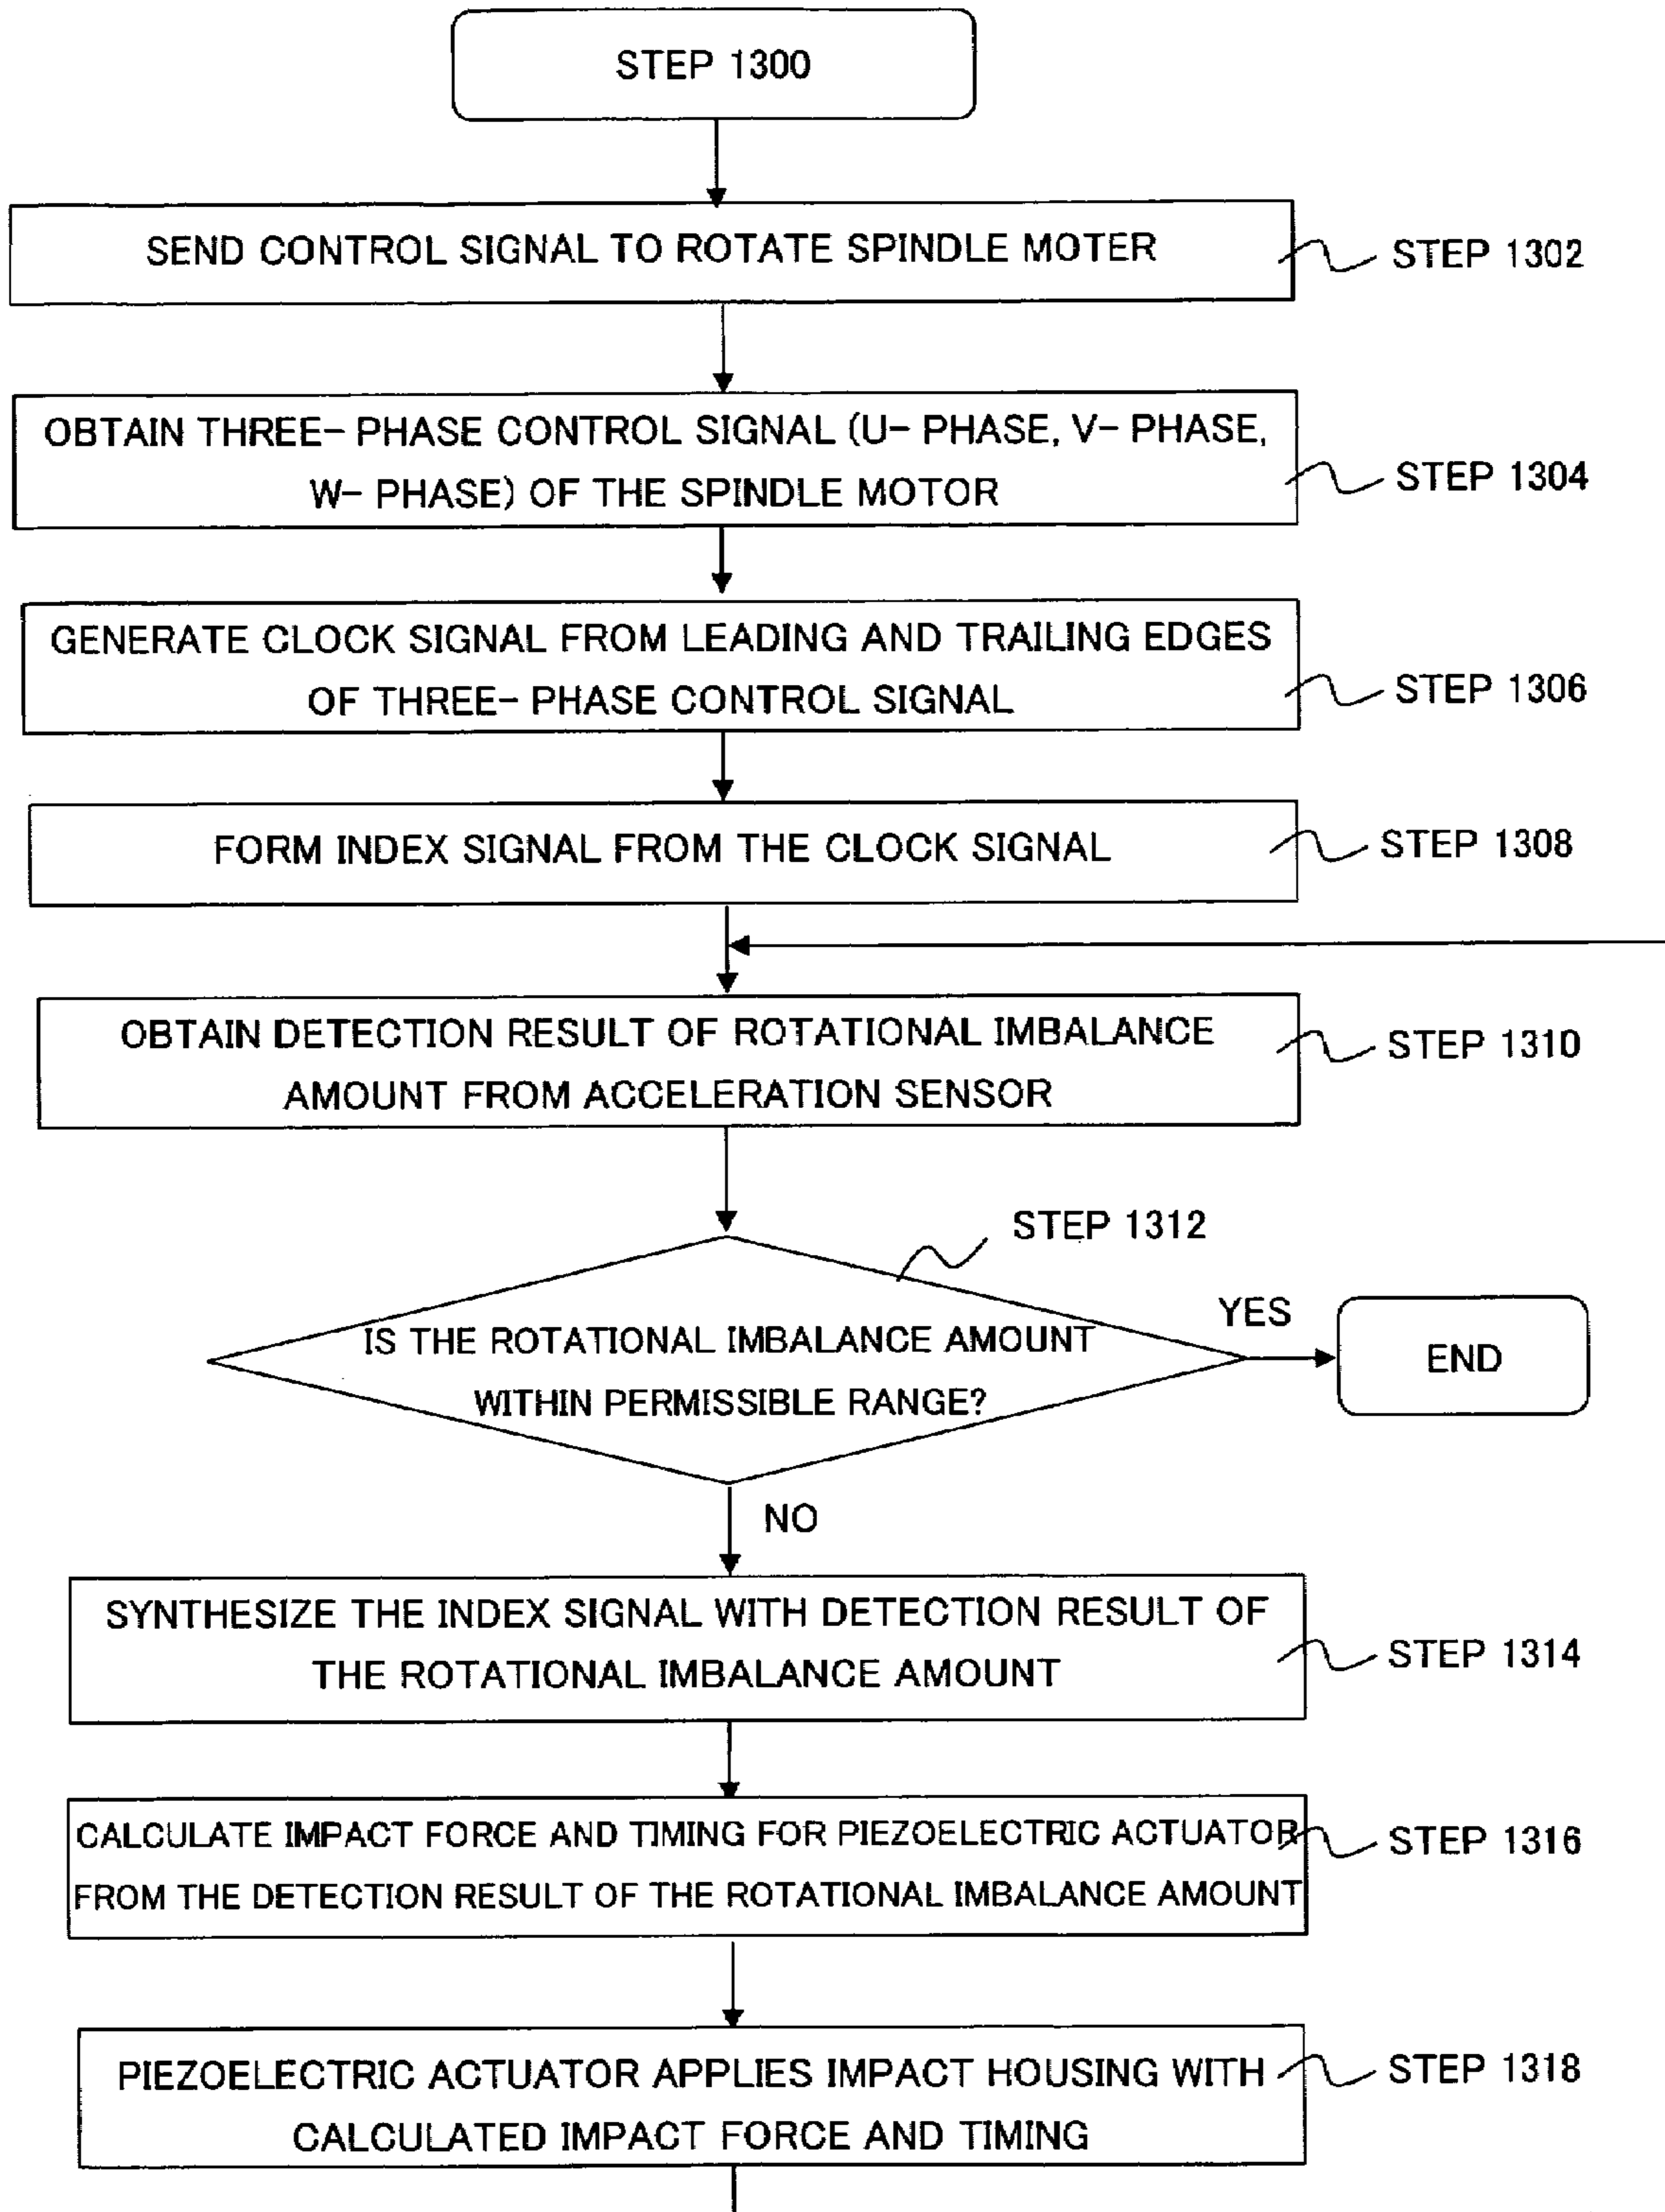 STEP 1300
SEND CONTROL SIGNAL TO ROTATE SPINDLE MOTER
STEP 1302
OBTAIN THREE- PHASE CONTROL SIGNAL (U- PHASE, V- PHASE,
W- PHASE) OF THE SPINDLE MOTOR
STEP 1304
GENERATE CLOCK SIGNAL FROM LEADING AND TRAILING EDGES
OF THREE- PHASE CONTROL SIGNAL
STEP 1306
FORM INDEX SIGNAL FROM THE CLOCK SIGNAL
STEP 1308
OBTAIN DETECTION RESULT OF ROTATIONAL IMBALANCE
AMOUNT FROM ACCELERATION SENSOR
STEP 1310
STEP 1312
IS THE ROTATIONAL IMBALANCE AMOUNT
WITHIN PERMISSIBLE RANGE?
YES
END
NO
SYNTHESIZE THE INDEX SIGNAL WITH DETECTION RESULT OF
THE ROTATIONAL IMBALANCE AMOUNT
STEP 1314
CALCULATE IMPACT FORCE AND TIMING FOR PIEZOELECTRIC ACTUATOR
FROM THE DETECTION RESULT OF THE ROTATIONAL IMBALANCE AMOUNT
STEP 1316
PIEZOELECTRIC ACTUATOR APPLIES IMPACT HOUSING WITH
CALCULATED IMPACT FORCE AND TIMING
STEP 1318